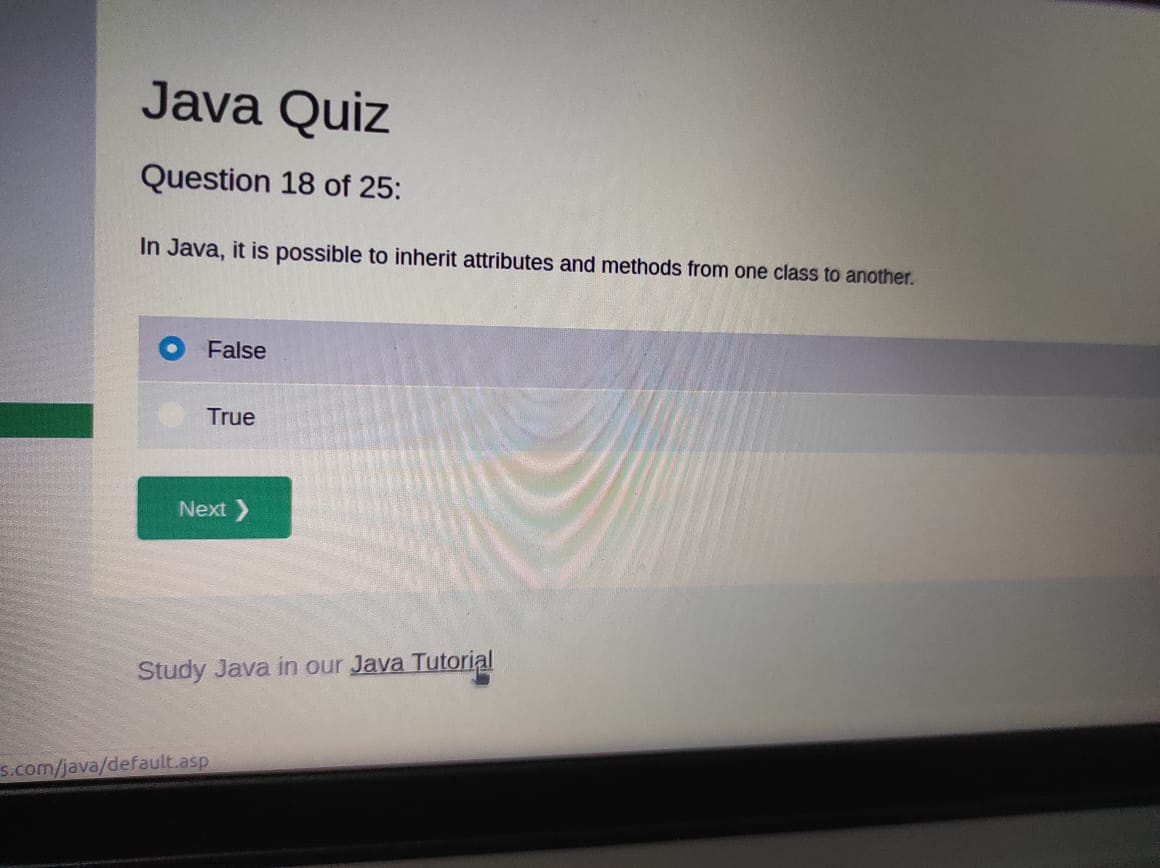 Java Quiz
Question 18 of 25:
In Java, it is possible to inherit attributes and methods from one class to another.
False
True
Next ❯
Study Java in our Java Tutorial
s.com/java/default.asp